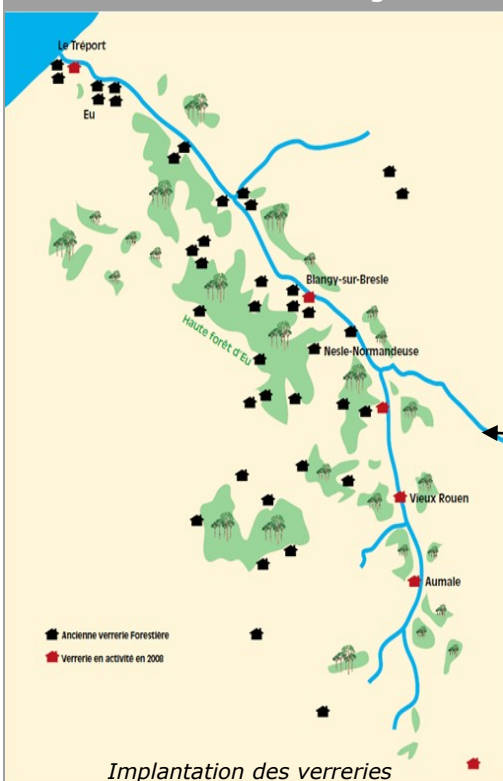 Le Tréport
Eu
Blangy-sur-Bresle
Haute forêt d'Eu
Nesle-Normandeuse
Vieux Rouen
Aumale
Ancienne verrerie Forestière
Verrerie en activité en 2008
Implantation des verreries